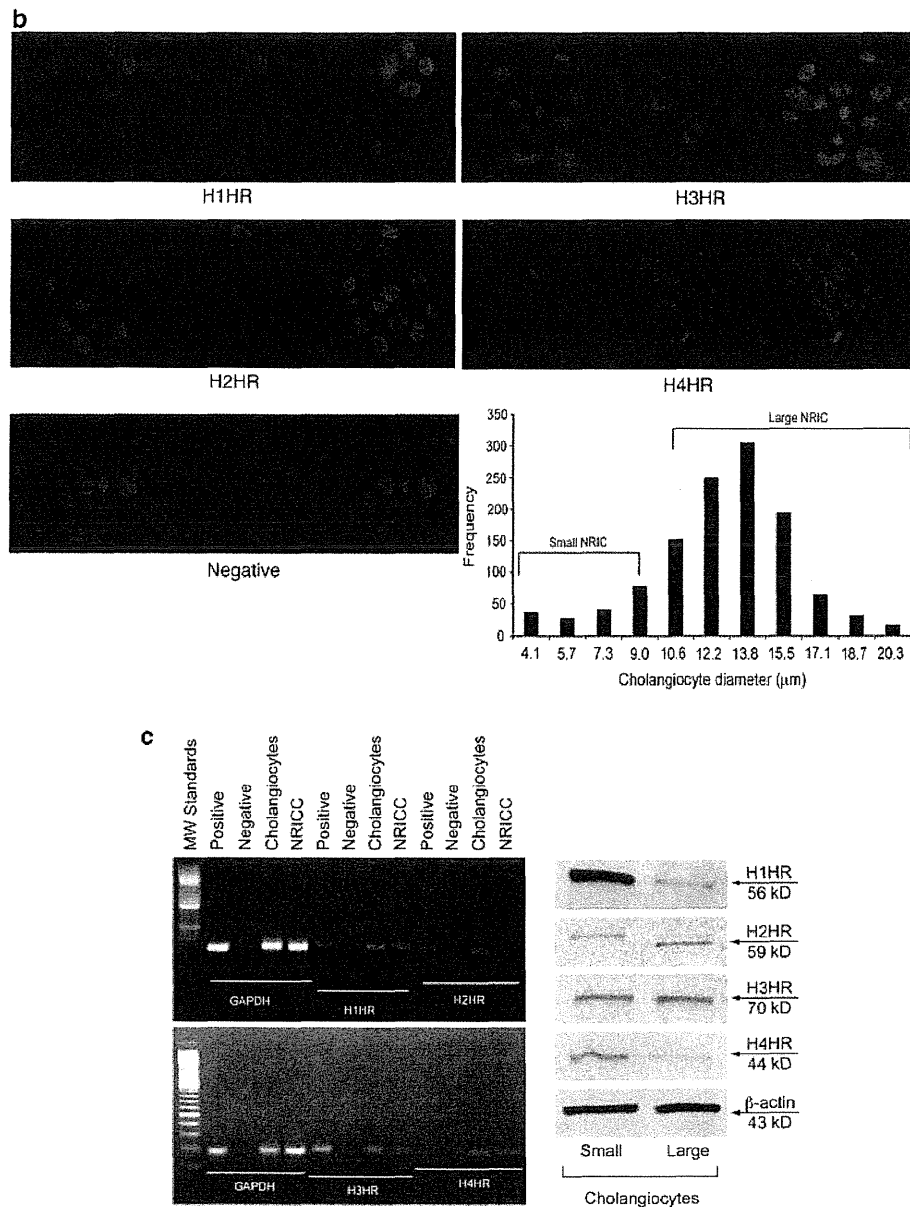 b
H1HR
H3HR
H2HR
H4HR
Negative
350
300
250
200
150
100
50
0
Frequency
Small NRIC
Large NRIC
4.1 5.7 7.3 9.0 10.6 12.2 13.8 15.5 17.1 18.7 20.3
Cholangiocyte diameter (μm)
c
MW Standards
Positive
Negative
Cholangiocytes
NRICC
Positive
Negative
Cholangiocytes
NRICC
Positive
Negative
Cholangiocytes
NRICC
GAPDH
H1HR
H2HR
GAPDH
H3HR
H4HR
H1HR
56 kD
H2HR
59 kD
H3HR
70 kD
H4HR
44 kD
β-actin
43 kD
Small Large
Cholangiocytes